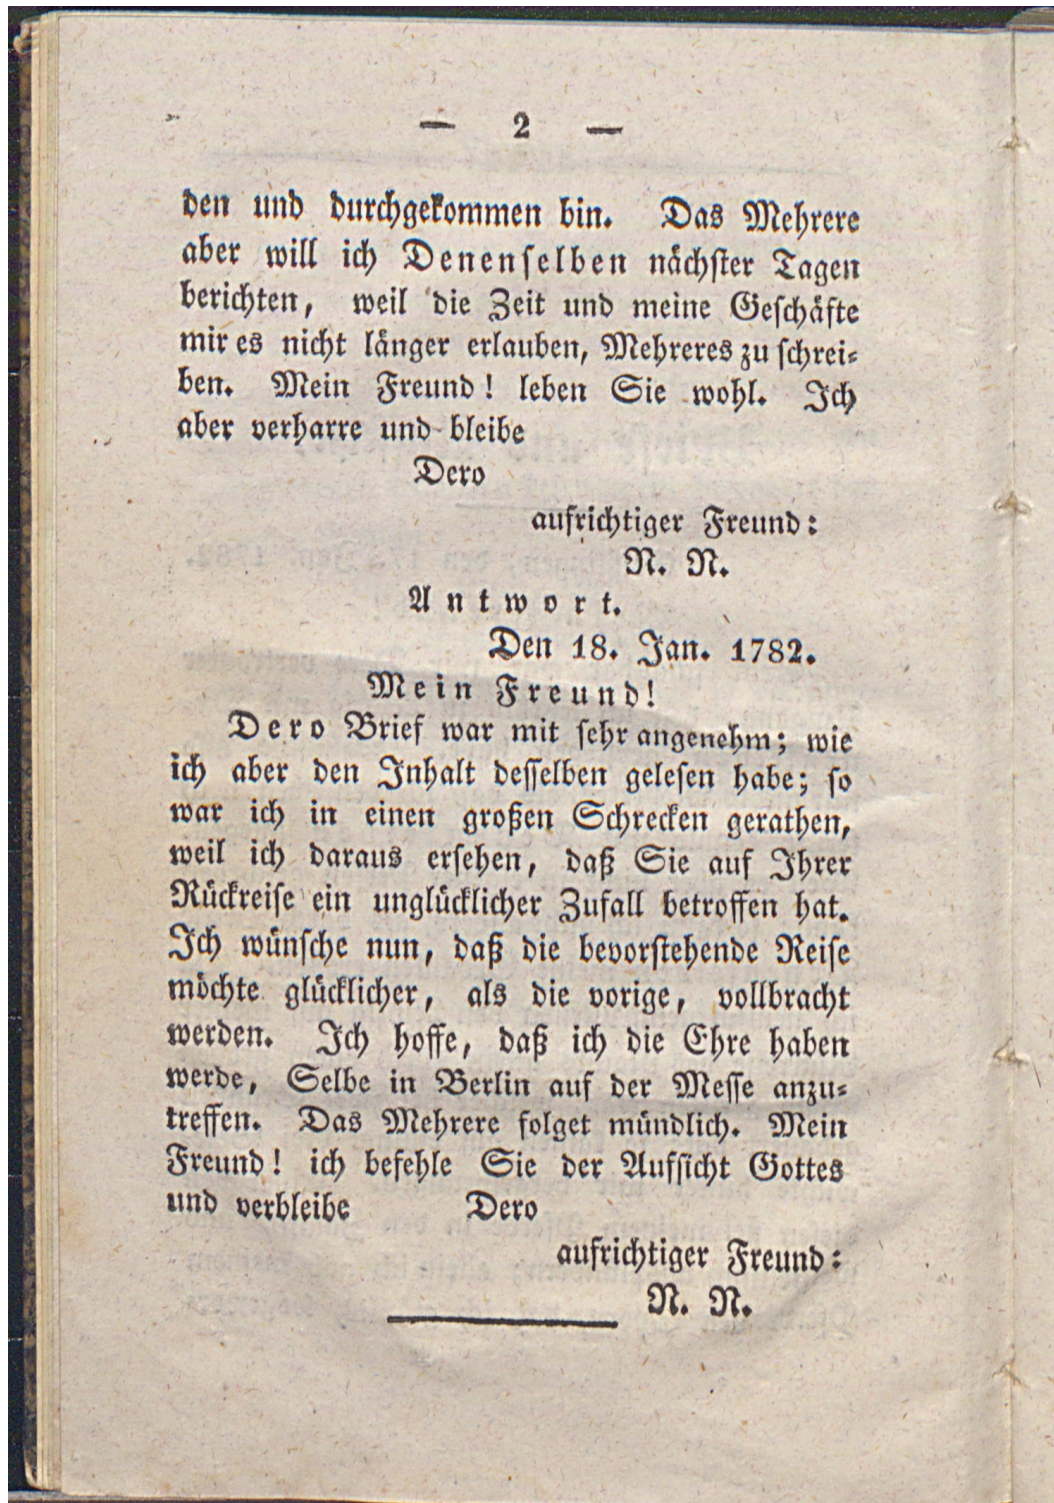 — 2 —
den und durchgekommen bin. Das Mehrere
aber will ich Denenselben nächster Tagen
berichten, weil die Zeit und meine Geschäfte
mir es nicht länger erlauben, Mehreres zu schrei-
ben. Mein Freund! leben Sie wohl. Ich
aber verharre und bleibe
Dero
aufrichtiger Freund:
N. N.
Antwort.
Den 18. Jan. 1782.
Mein Freund!
Dero Brief war mit sehr angenehm; wie
ich aber den Inhalt desselben gelesen habe; so
war ich in einen großen Schrecken gerathen,
weil ich daraus ersehen, daß Sie auf Ihrer
Rückreise ein unglücklicher Zufall betroffen hat.
Ich wünsche nun, daß die bevorstehende Reise
möchte glücklicher, als die vorige, vollbracht
werden. Ich hoffe, daß ich die Ehre haben
werde, Selbe in Berlin auf der Messe anzu-
treffen. Das Mehrere folget mündlich. Mein
Freund! ich befehle Sie der Aufsicht Gottes
und verbleibe Dero
aufrichtiger Freund:
N. N.